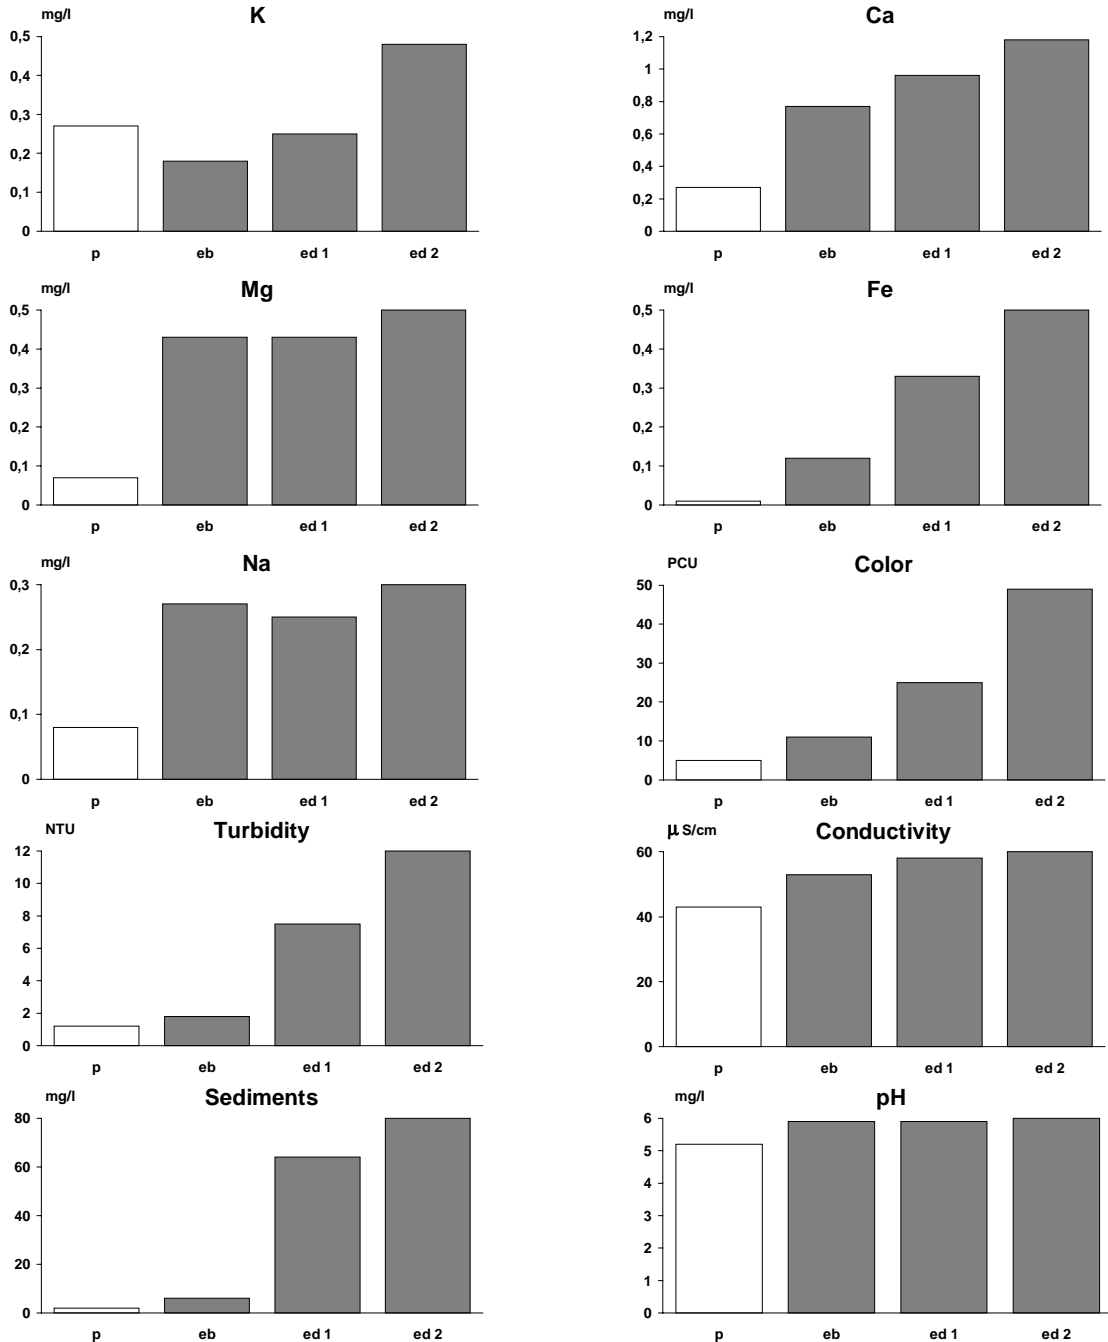 mg/l K
0,5
0,4
0,3
0,2
0,1
0
p eb ed 1 ed 2
mg/l Ca
1,2
1
0,8
0,6
0,4
0,2
0
p eb ed 1 ed 2
mg/l Mg
0,5
0,4
0,3
0,2
0,1
0
p eb ed 1 ed 2
mg/l Fe
0,5
0,4
0,3
0,2
0,1
0
p eb ed 1 ed 2
mg/l Na
0,3
0,2
0,1
0
p eb ed 1 ed 2
PCU Color
50
40
30
20
10
0
p eb ed 1 ed 2
NTU Turbidity
12
8
6
4
2
0
p eb ed 1 ed 2
μ S/cm Conductivity
60
40
20
0
p eb ed 1 ed 2
mg/l Sediments
80
60
40
20
0
p eb ed 1 ed 2
mg/l pH
6
5
4
3
2
1
0
p eb ed 1 ed 2